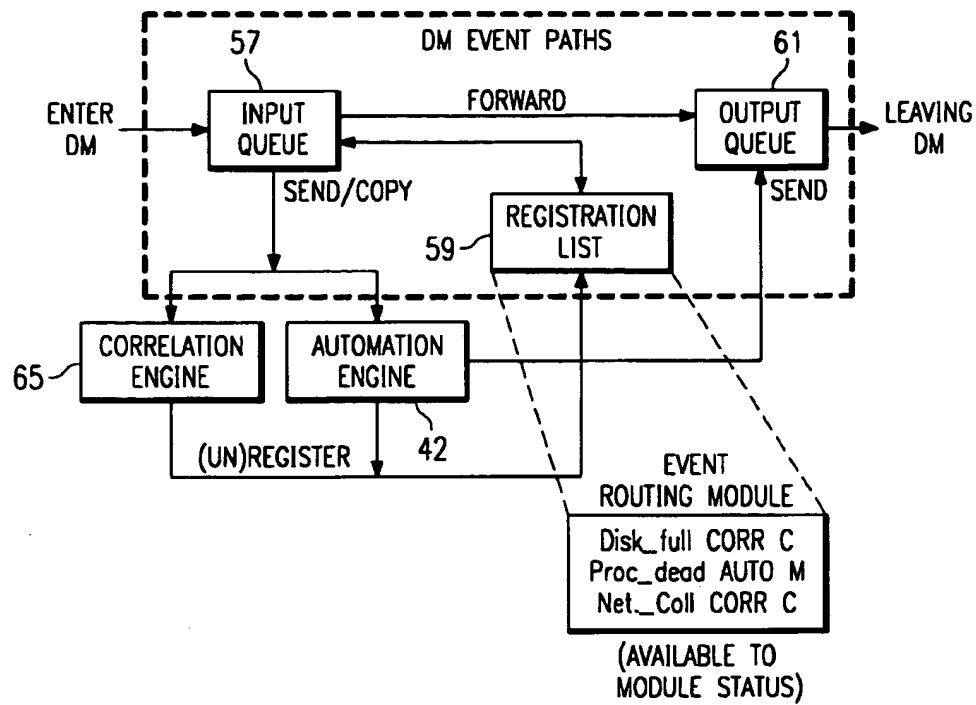 DM EVENT PATHS
57
61
ENTER
DM
INPUT
QUEUE
FORWARD
OUTPUT
QUEUE
LEAVING
DM
SEND/COPY
SEND
59
REGISTRATION
LIST
65
CORRELATION
ENGINE
AUTOMATION
ENGINE
42
(UN)REGISTER
EVENT
ROUTING MODULE
Disk_full CORR C
Proc_dead AUTO M
Net._Coll CORR C
(AVAILABLE TO
MODULE STATUS)